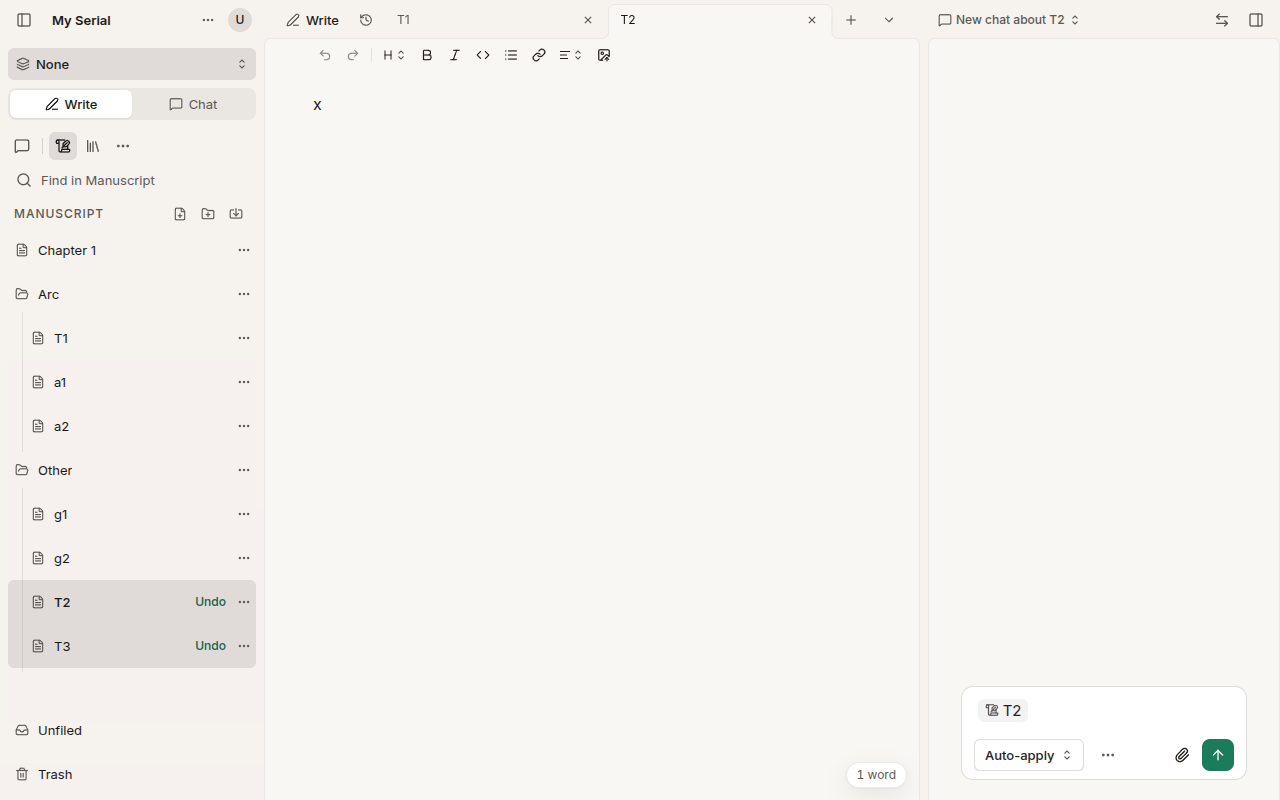 My Serial
U
Write
T1
T2
New chat about T2
None
H
Write
Chat
x
Find in Manuscript
MANUSCRIPT
Chapter 1
Arc
T1
a1
a2
Other
g1
g2
T2 Undo
T3 Undo
T2
Unfiled
Auto-apply
Trash
1 word